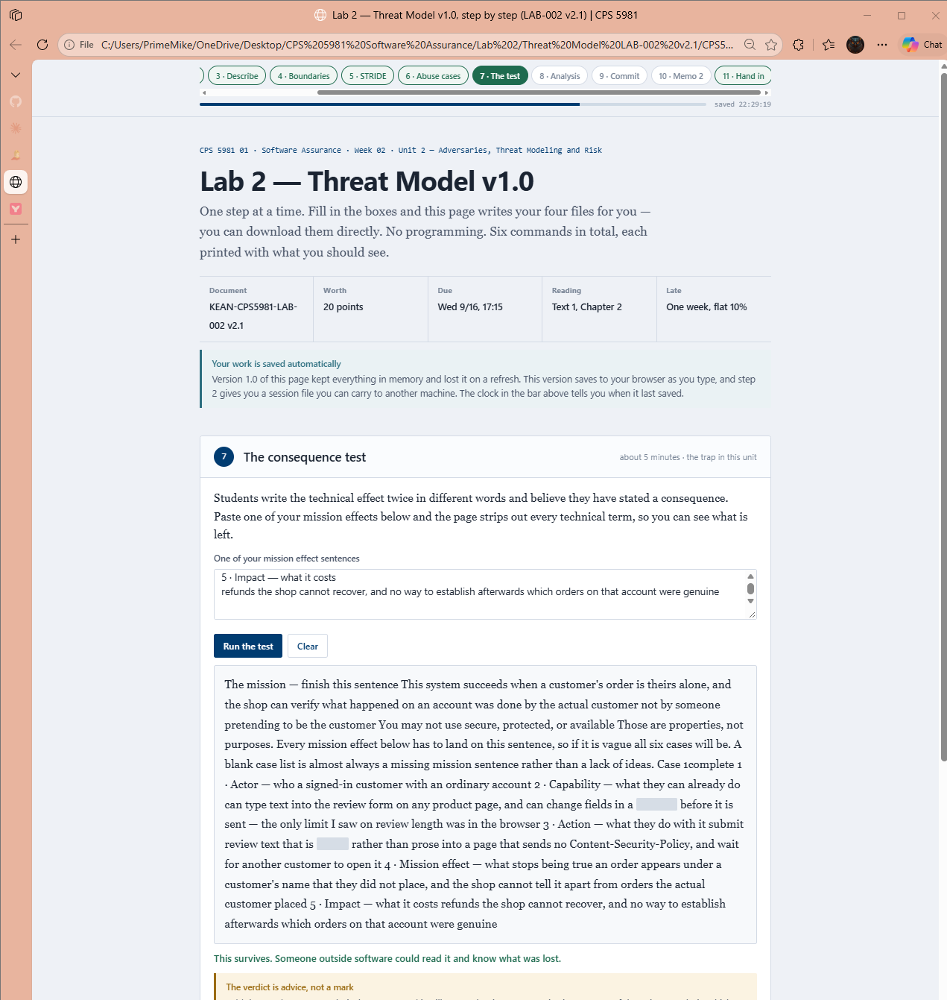 Lab 2 — Threat Model v1.0, step by step (LAB-002 v2.1) | CPS 5981
File C:/Users/PrimeMike/OneDrive/Desktop/CPS%205981%20Software%20Assurance/Lab%202/Threat%20Model%20LAB-002%20v2.1/CPS5... Chat
3 · Describe 4 · Boundaries 5 · STRIDE 6 · Abuse cases 7 · The test 8 · Analysis 9 · Commit 10 · Memo 2 11 · Hand in
saved 22:29:19
CPS 5981 01 · Software Assurance · Week 02 · Unit 2 — Adversaries, Threat Modeling and Risk
Lab 2 — Threat Model v1.0
One step at a time. Fill in the boxes and this page writes your four files for you —
you can download them directly. No programming. Six commands in total, each
printed with what you should see.
Document Worth Due Reading Late
KEAN-CPS5981-LAB- 20 points Wed 9/16, 17:15 Text 1, Chapter 2 One week, flat 10%
002 v2.1
Your work is saved automatically
Version 1.0 of this page kept everything in memory and lost it on a refresh. This version saves to your browser as you type, and step
2 gives you a session file you can carry to another machine. The clock in the bar above tells you when it last saved.
7 The consequence test about 5 minutes · the trap in this unit
Students write the technical effect twice in different words and believe they have stated a consequence.
Paste one of your mission effects below and the page strips out every technical term, so you can see what is
left.
One of your mission effect sentences
5 · Impact — what it costs
refunds the shop cannot recover, and no way to establish afterwards which orders on that account were genuine
Run the test Clear
The mission — finish this sentence This system succeeds when a customer's order is theirs alone, and
the shop can verify what happened on an account was done by the actual customer not by someone
pretending to be the customer You may not use secure, protected, or available Those are properties, not
purposes. Every mission effect below has to land on this sentence, so if it is vague all six cases will be. A
blank case list is almost always a missing mission sentence rather than a lack of ideas. Case 1complete 1
· Actor — who a signed-in customer with an ordinary account 2 · Capability — what they can already do
can type text into the review form on any product page, and can change fields in a before it is
sent — the only limit I saw on review length was in the browser 3 · Action — what they do with it submit
review text that is rather than prose into a page that sends no Content-Security-Policy, and wait
for another customer to open it 4 · Mission effect — what stops being true an order appears under a
customer's name that they did not place, and the shop cannot tell it apart from orders the actual
customer placed 5 · Impact — what it costs refunds the shop cannot recover, and no way to establish
afterwards which orders on that account were genuine
This survives. Someone outside software could read it and know what was lost.
The verdict is advice, not a mark